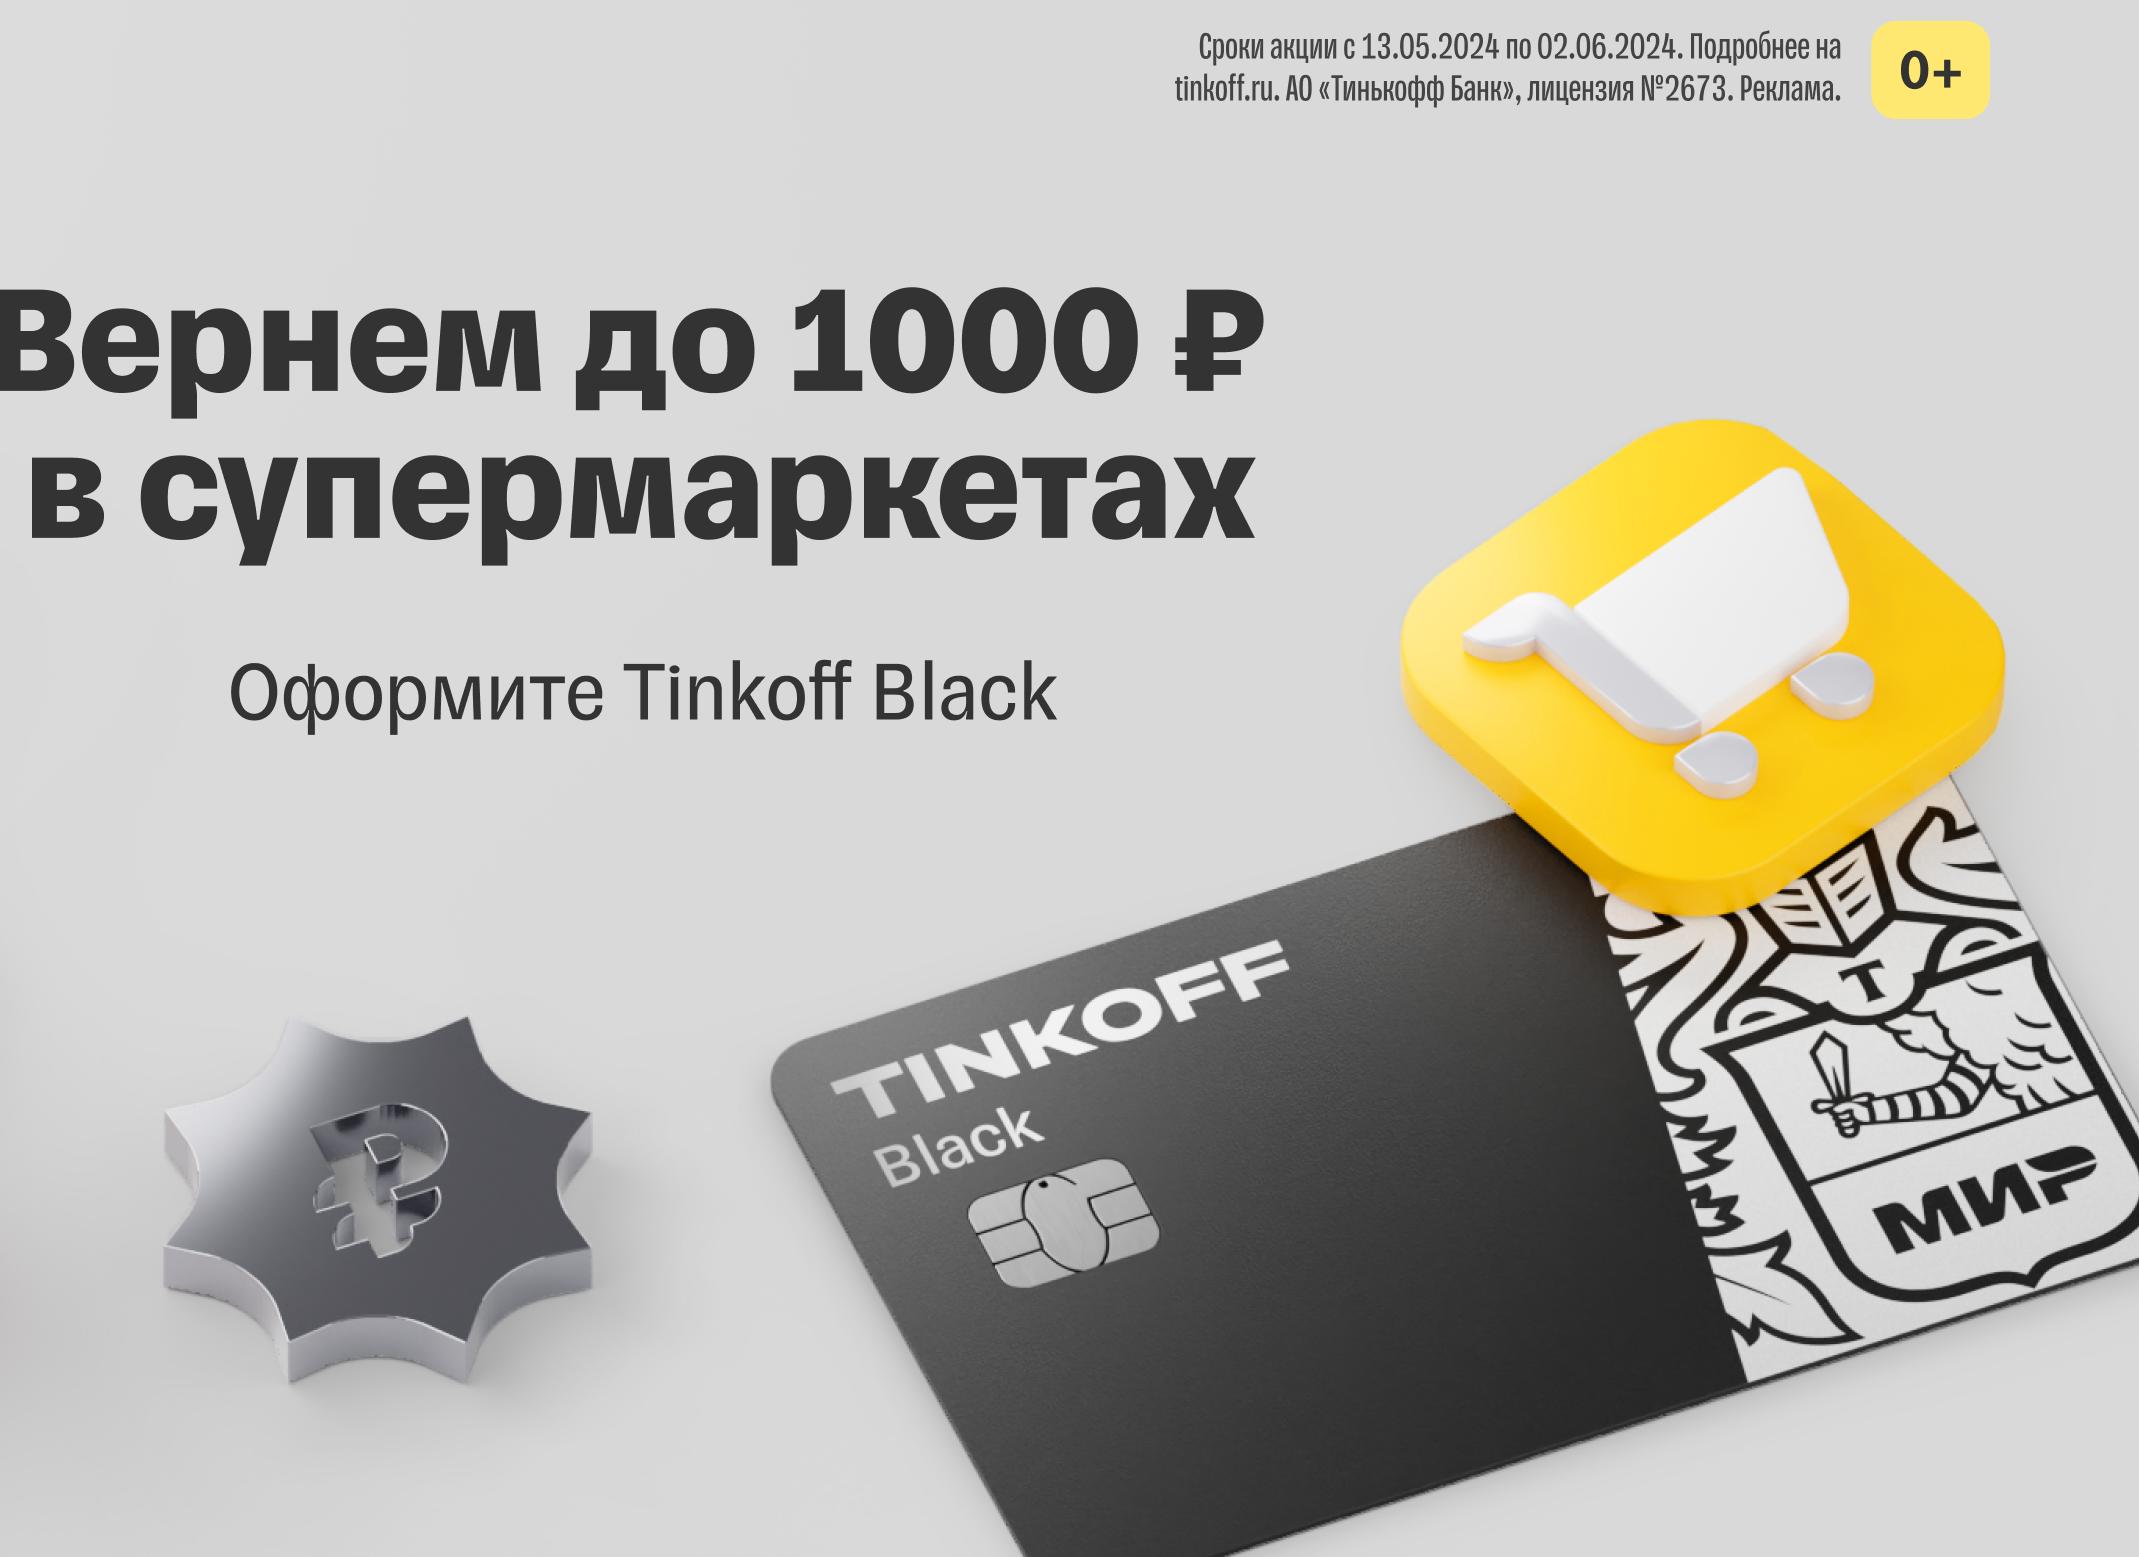 Сроки акции с 13.05.2024 по 02.06.2024. Подробнее на
tinkoff.ru. АО «Тинькофф Банк», лицензия №2673. Реклама.
0+
Вернем до 1000 ₽
в супермаркетах
Оформите Tinkoff Black
TINKOFF
Black
Т
МИР
₽